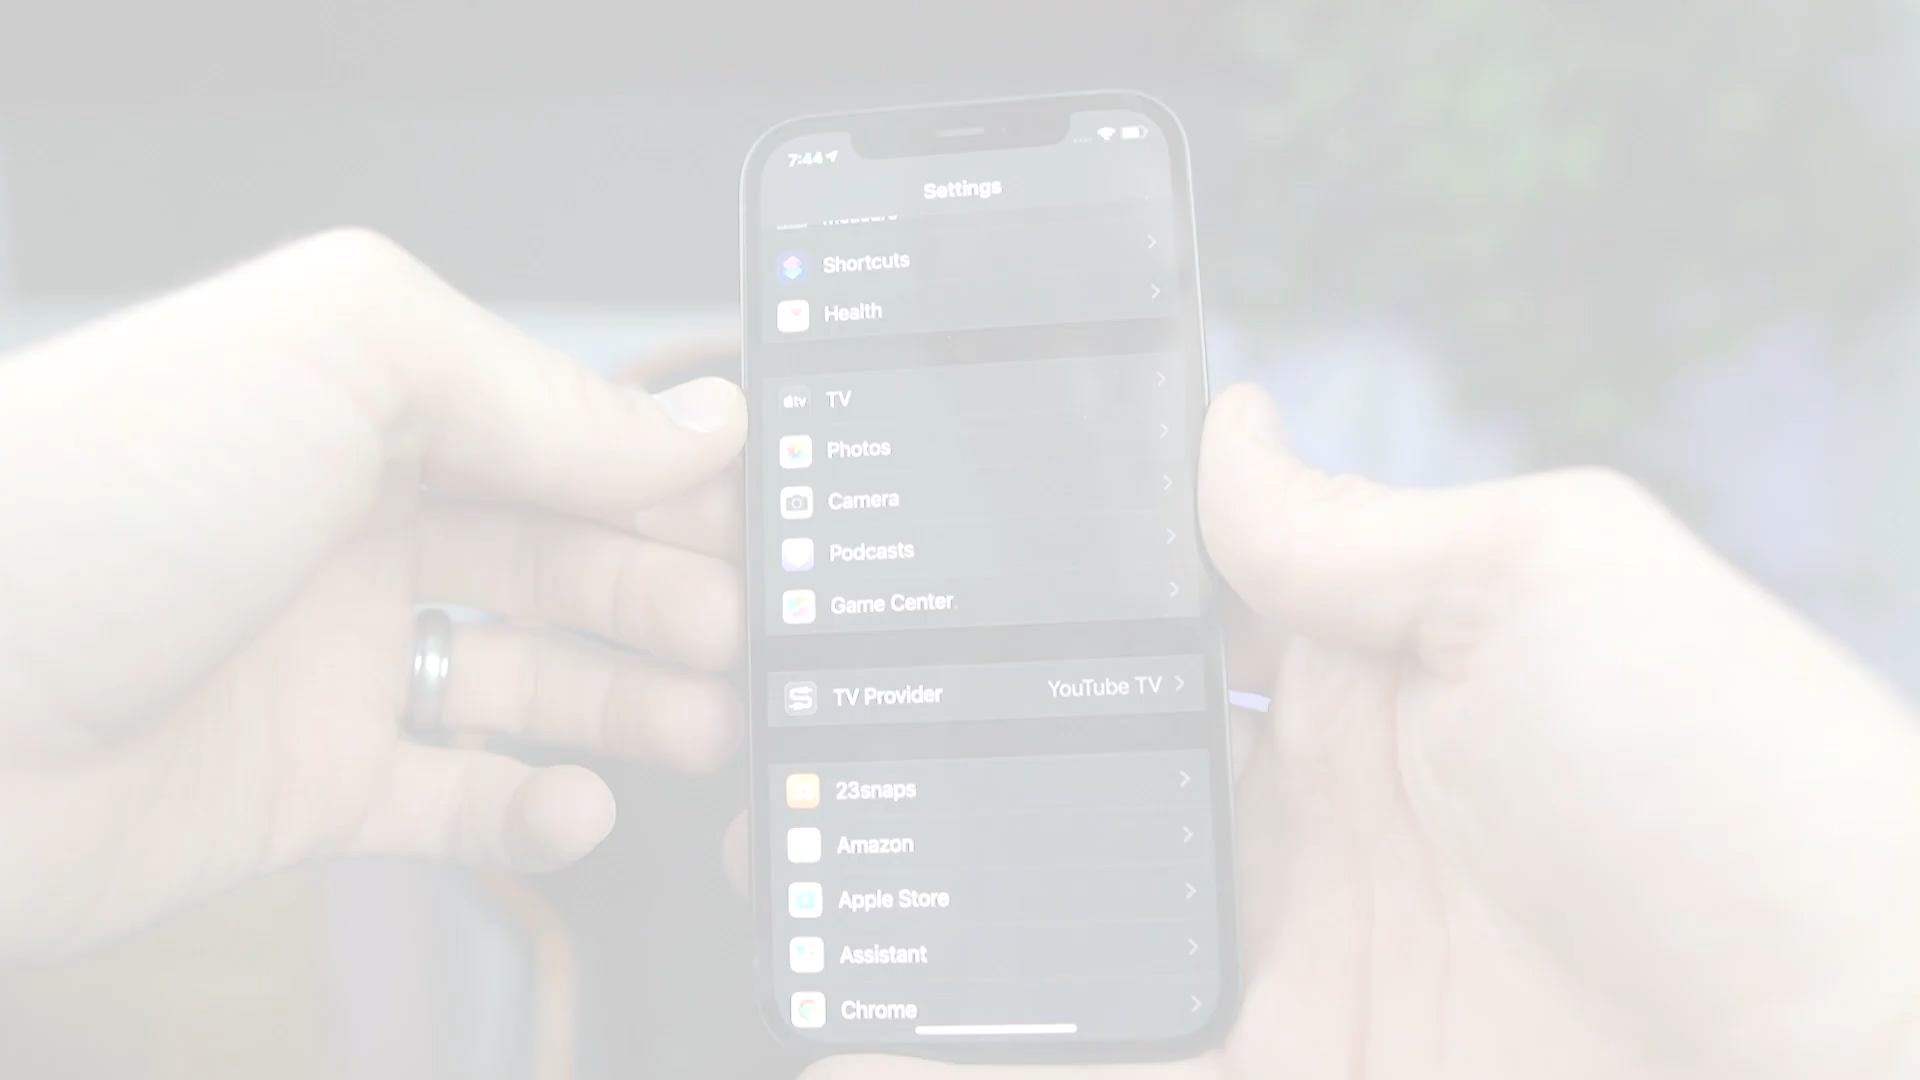 7:44
Settings
Shortcuts
Health
tv TV
Photos
Camera
Podcasts
Game Center
TV Provider YouTube TV
23snaps
Amazon
Apple Store
Assistant
Chrome